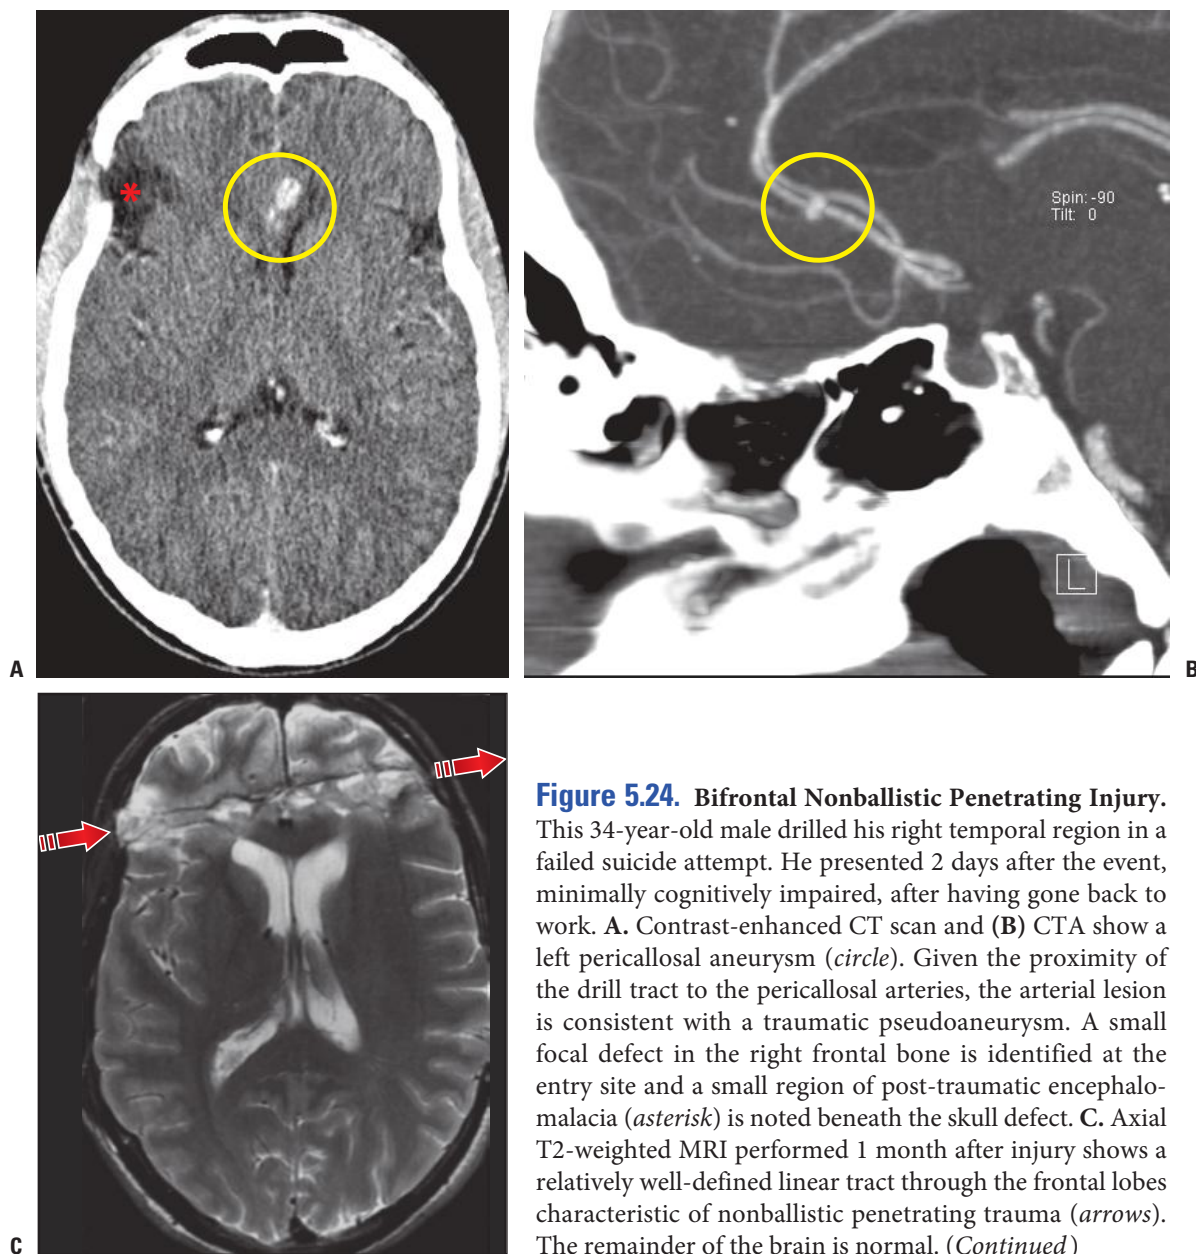 Spin: -90
Tilt: 0
*
L
A
B
C
Figure 5.24. Bifrontal Nonballistic Penetrating Injury.
This 34-year-old male drilled his right temporal region in a
failed suicide attempt. He presented 2 days after the event,
minimally cognitively impaired, after having gone back to
work. A. Contrast-enhanced CT scan and (B) CTA show a
left pericallosal aneurysm (circle). Given the proximity of
the drill tract to the pericallosal arteries, the arterial lesion
is consistent with a traumatic pseudoaneurysm. A small
focal defect in the right frontal bone is identified at the
entry site and a small region of post-traumatic encephalo-
malacia (asterisk) is noted beneath the skull defect. C. Axial
T2-weighted MRI performed 1 month after injury shows a
relatively well-defined linear tract through the frontal lobes
characteristic of nonballistic penetrating trauma (arrows).
The remainder of the brain is normal. (Continued)